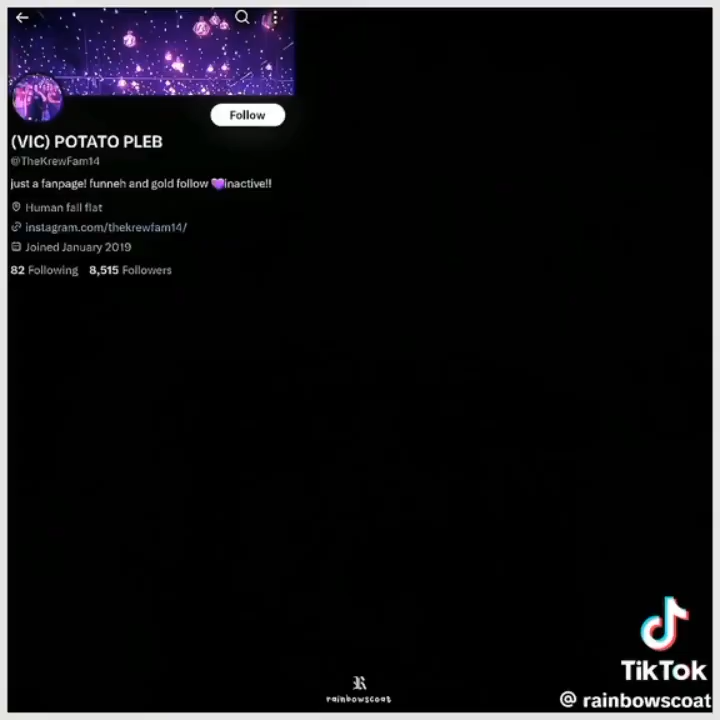 Follow
(VIC) POTATO PLEB
@TheKrewFam14
just a fanpage! funneh and gold follow 💜inactive!!
Human fall flat
instagram.com/thekrewfam14/
Joined January 2019
82 Following 8,515 Followers
R
rainbowscoat
TikTok
@ rainbowscoat